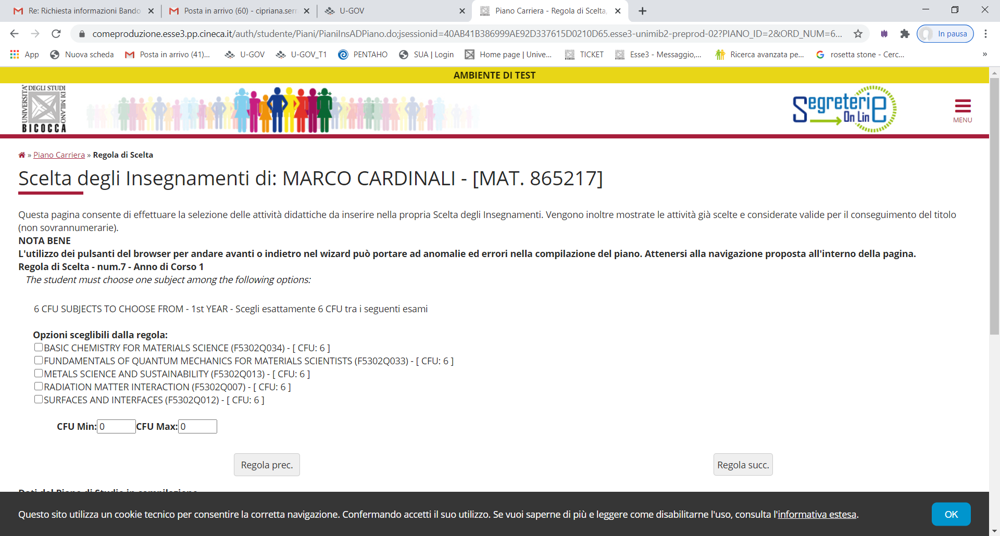 Re: Richiesta informazioni Bando
Posta in arrivo (60) - cipriana.serr
U-GOV
Piano Carriera - Regola di Scelta,
comeproduzione.esse3.pp.cineca.it/auth/studente/Piani/PianiInsADPiano.do;jsessionid=40AB41B386999AE92D337615D0210D65.esse3-unimib2-preprod-02?PIANO_ID=2&ORD_NUM=6...
In pausa
App
Nuova scheda
Posta in arrivo (41)...
U-GOV
U-GOV_T1
PENTAHO
SUA | Login
Home page | Unive...
TICKET
Esse3 - Messaggio,...
Ricerca avanzata pe...
rosetta stone - Cerc...
»
AMBIENTE DI TEST
UNIVERSITA'
DEGLI STUDI
DI MILANO
BICOCCA
Segreterie
On Line
MENU
» Piano Carriera » Regola di Scelta
Scelta degli Insegnamenti di: MARCO CARDINALI - [MAT. 865217]
Questa pagina consente di effettuare la selezione delle attività didattiche da inserire nella propria Scelta degli Insegnamenti. Vengono inoltre mostrate le attività già scelte e considerate valide per il conseguimento del titolo
(non sovrannumerarie).
NOTA BENE
L'utilizzo dei pulsanti del browser per andare avanti o indietro nel wizard può portare ad anomalie ed errori nella compilazione del piano. Attenersi alla navigazione proposta all'interno della pagina.
Regola di Scelta - num.7 - Anno di Corso 1
The student must choose one subject among the following options:
6 CFU SUBJECTS TO CHOOSE FROM - 1st YEAR - Scegli esattamente 6 CFU tra i seguenti esami
Opzioni sceglibili dalla regola:
BASIC CHEMISTRY FOR MATERIALS SCIENCE (F5302Q034) - [ CFU: 6 ]
FUNDAMENTALS OF QUANTUM MECHANICS FOR MATERIALS SCIENTISTS (F5302Q033) - [ CFU: 6 ]
METALS SCIENCE AND SUSTAINABILITY (F5302Q013) - [ CFU: 6 ]
RADIATION MATTER INTERACTION (F5302Q007) - [ CFU: 6 ]
SURFACES AND INTERFACES (F5302Q012) - [ CFU: 6 ]
CFU Min: 0 CFU Max: 0
Regola prec.
Regola succ.
Dati del Piano di Studio in compilazione
Questo sito utilizza un cookie tecnico per consentire la corretta navigazione. Confermando accetti il suo utilizzo. Se vuoi saperne di più e leggere come disabilitarne l'uso, consulta l'informativa estesa.
OK